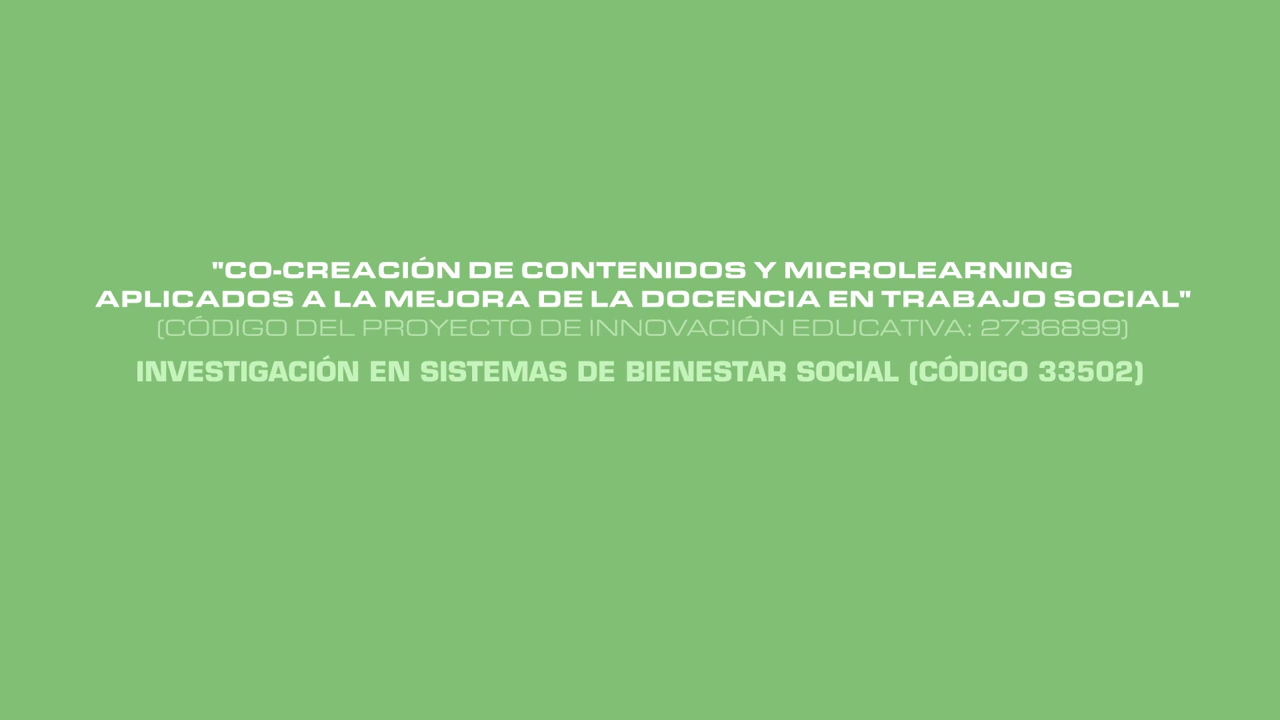 "CO-CREACIÓN DE CONTENIDOS Y MICROLEARNING
APLICADOS A LA MEJORA DE LA DOCENCIA EN TRABAJO SOCIAL"
(CÓDIGO DEL PROYECTO DE INNOVACIÓN EDUCATIVA: 2736899)
INVESTIGACIÓN EN SISTEMAS DE BIENESTAR SOCIAL (CÓDIGO 33502)